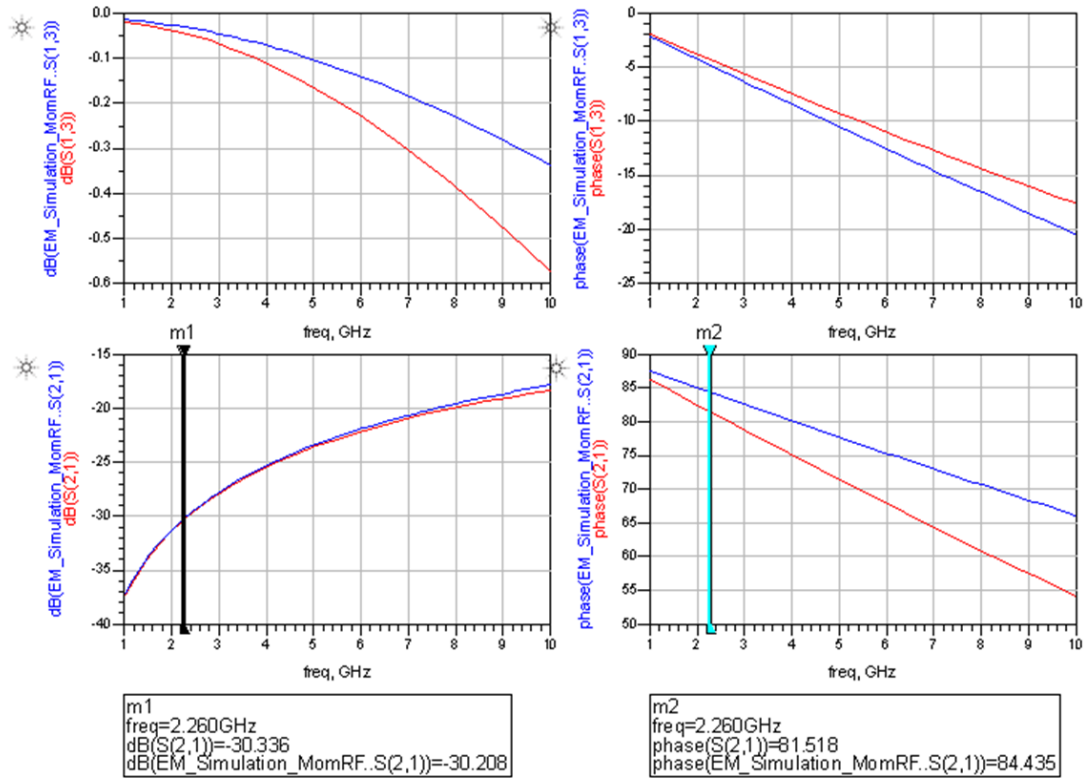 dB(EM_Simulation_MomRF..S(1,3))
dB(S(1,3))
0.0
-0.1
-0.2
-0.3
-0.4
-0.5
-0.6
1 2 3 4 5 6 7 8 9 10
freq, GHz
phase(EM_Simulation_MomRF..S(1,3))
phase(S(1,3))
0
-5
-10
-15
-20
-25
1 2 3 4 5 6 7 8 9 10
freq, GHz
m1
dB(EM_Simulation_MomRF..S(2,1))
dB(S(2,1))
-15
-20
-25
-30
-35
-40
1 2 3 4 5 6 7 8 9 10
freq, GHz
m2
phase(EM_Simulation_MomRF..S(2,1))
phase(S(2,1))
90
85
80
75
70
65
60
55
50
1 2 3 4 5 6 7 8 9 10
freq, GHz
m1
freq=2.260GHz
dB(S(2,1))=-30.336
dB(EM_Simulation_MomRF..S(2,1))=-30.208
m2
freq=2.260GHz
phase(S(2,1))=81.518
phase(EM_Simulation_MomRF..S(2,1))=84.435